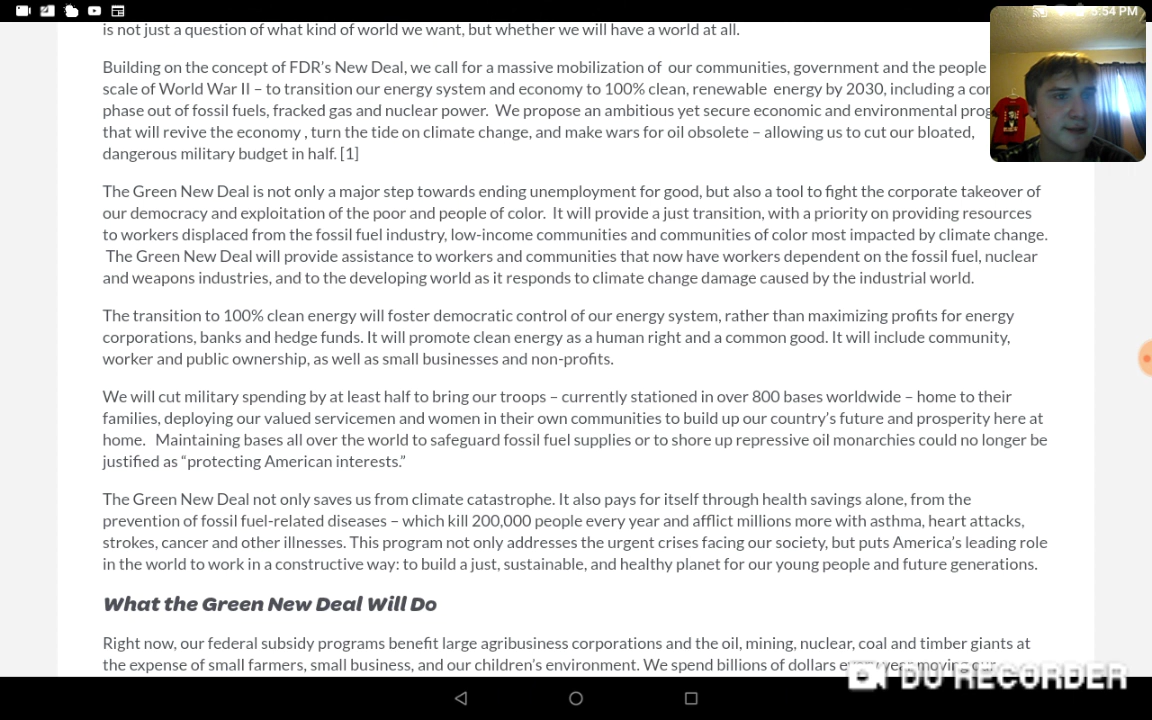 5:54 PM
is not just a question of what kind of world we want, but whether we will have a world at all.
Building on the concept of FDR's New Deal, we call for a massive mobilization of our communities, government and the people
scale of World War II – to transition our energy system and economy to 100% clean, renewable energy by 2030, including a
phase out of fossil fuels, fracked gas and nuclear power. We propose an ambitious yet secure economic and environmental
that will revive the economy , turn the tide on climate change, and make wars for oil obsolete – allowing us to cut our bloated,
dangerous military budget in half. [1]
The Green New Deal is not only a major step towards ending unemployment for good, but also a tool to fight the corporate takeover of
our democracy and exploitation of the poor and people of color. It will provide a just transition, with a priority on providing resources
to workers displaced from the fossil fuel industry, low-income communities and communities of color most impacted by climate change.
The Green New Deal will provide assistance to workers and communities that now have workers dependent on the fossil fuel, nuclear
and weapons industries, and to the developing world as it responds to climate change damage caused by the industrial world.
The transition to 100% clean energy will foster democratic control of our energy system, rather than maximizing profits for energy
corporations, banks and hedge funds. It will promote clean energy as a human right and a common good. It will include community,
worker and public ownership, as well as small businesses and non-profits.
We will cut military spending by at least half to bring our troops – currently stationed in over 800 bases worldwide – home to their
families, deploying our valued servicemen and women in their own communities to build up our country's future and prosperity here at
home. Maintaining bases all over the world to safeguard fossil fuel supplies or to shore up repressive oil monarchies could no longer be
justified as "protecting American interests."
The Green New Deal not only saves us from climate catastrophe. It also pays for itself through health savings alone, from the
prevention of fossil fuel-related diseases – which kill 200,000 people every year and afflict millions more with asthma, heart attacks,
strokes, cancer and other illnesses. This program not only addresses the urgent crises facing our society, but puts America's leading role
in the world to work in a constructive way: to build a just, sustainable, and healthy planet for our young people and future generations.
What the Green New Deal Will Do
Right now, our federal subsidy programs benefit large agribusiness corporations and the oil, mining, nuclear, coal and timber giants at
the expense of small farmers, small business, and our children's environment. We spend billions of dollars every year moving our
DU RECORDER